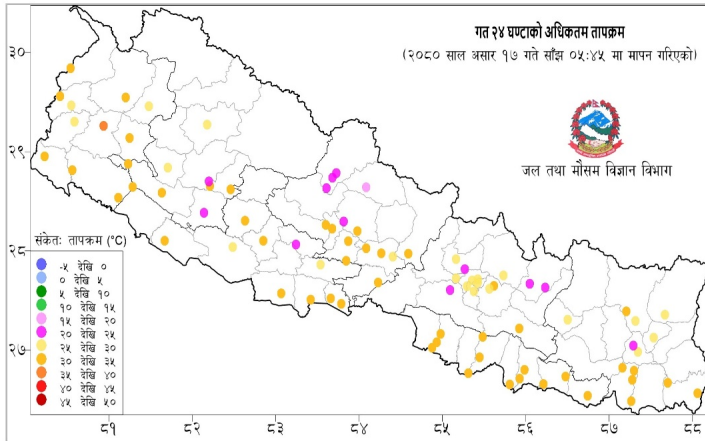 गत २४ घण्टाको अधिकतम तापक्रम
(२०८० साल असार १७ गते साँझ ०५:४५ मा मापन गरिएको)
जल तथा मौसम विज्ञान विभाग
३०
२९
२८
२७
संकेत: तापक्रम (°C)
-५ देखि ०
० देखि ५
५ देखि १०
१० देखि १५
१५ देखि २०
२० देखि २५
२५ देखि ३०
३० देखि ३५
३५ देखि ४०
४० देखि ४५
४५ देखि ५०
८१ ८२ ८३ ८४ ८५ ८६ ८७ ८८